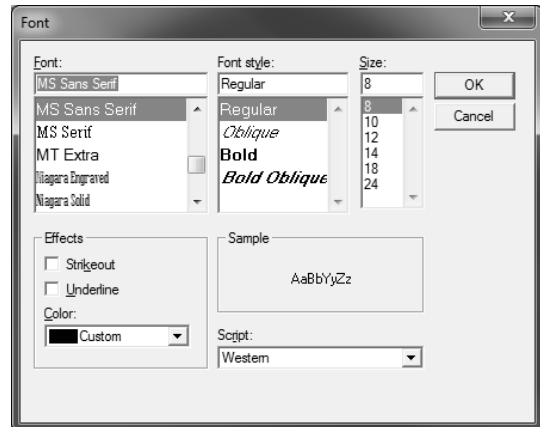 Font
Font:
MS Sans Serif
MS Sans Serif
MS Serif
MT Extra
Niagara Engraved
Niagara Solid
Font style:
Regular
Regular
Oblique
Bold
Bold Oblique
Size:
8
8
10
12
14
18
24
OK
Cancel
Effects
Strikeout
Underline
Color:
Custom
Sample
AaBbYyZz
Script:
Western